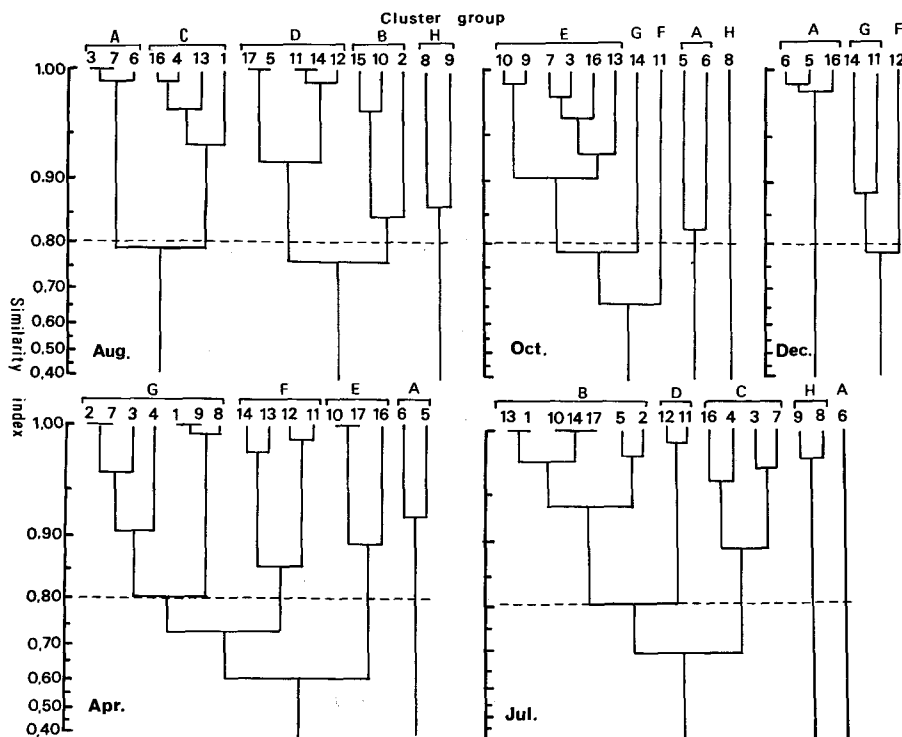 Cluster group
A C D B H
3 7 6 16 4 13 1 17 5 11 14 12 15 10 2 8 9
E G F A H
10 9 7 3 16 13 14 11 5 6 8
A G F
6 5 16 14 11 12
1.00
0.90
0.80
0.70
0.60
0.50
0,40
Similarity index
Aug.
Oct.
Dec.
G F E A
2 7 3 4 1 9 8 14 13 12 11 10 17 16 6 5
B D C H A
13 1 10 14 17 5 2 12 11 16 4 3 7 9 8 6
1.00
0.90
0.80
0.70
0.60
0,50
0,40
Apr.
Jul.